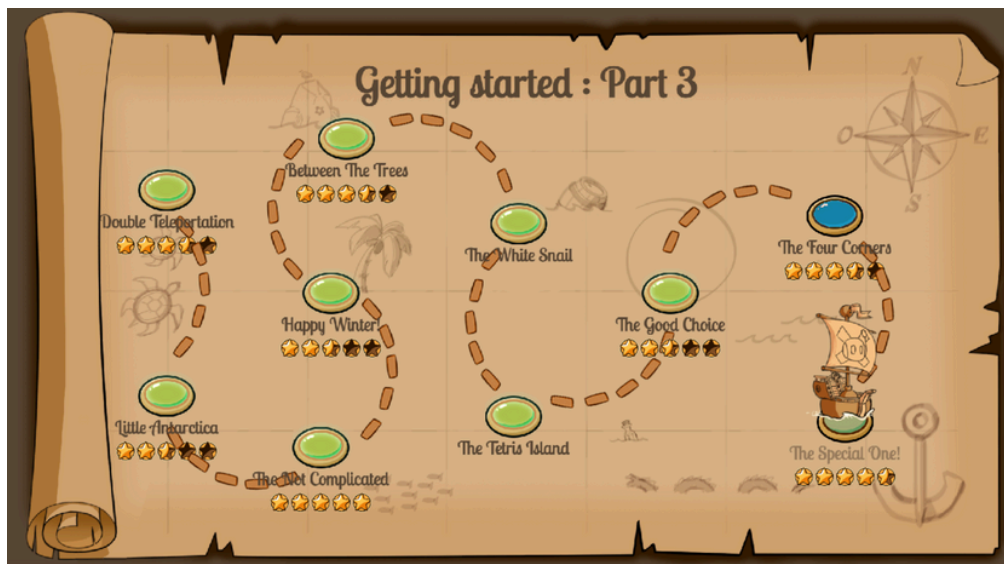 Getting started : Part 3
N
O
E
S
Between The Trees
Double Teleportation
The White Snail
The Four Corners
Happy Winter!
The Good Choice
Little Antarctica
The Tetris Island
The Special One!
The Not Complicated